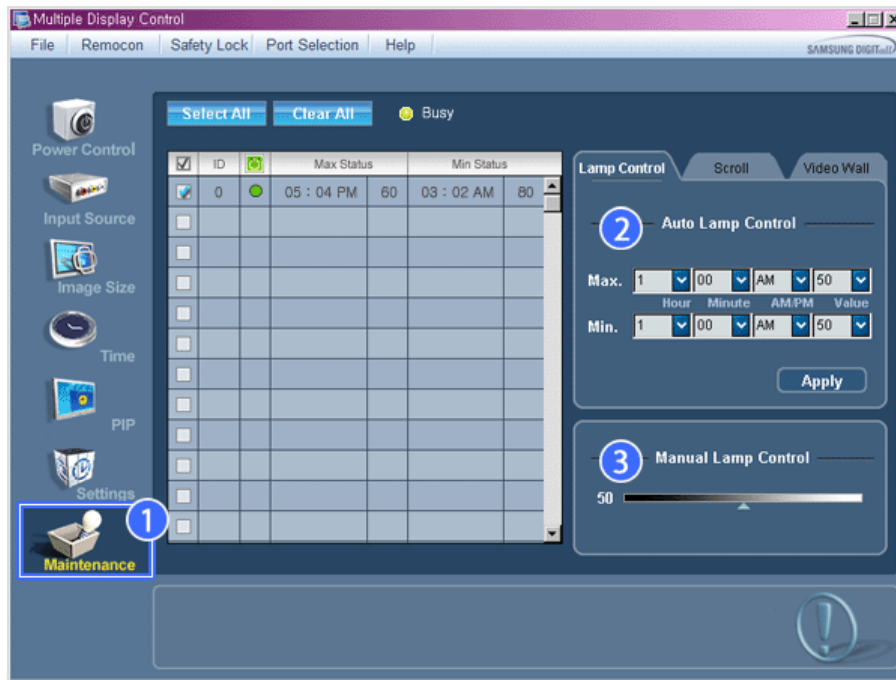 Multiple Display Control
File Remocon Safety Lock Port Selection Help
SAMSUNG DIGITall
Select All Clear All Busy
Power Control
Input Source
Image Size
Time
PIP
Settings
1
Maintenance
ID Max Status Min Status
0 05 : 04 PM 60 03 : 02 AM 80
Lamp Control Scroll Video Wall
2 Auto Lamp Control
Max. 1 00 AM 50
Hour Minute AM/PM Value
Min. 1 00 AM 50
Apply
3 Manual Lamp Control
50